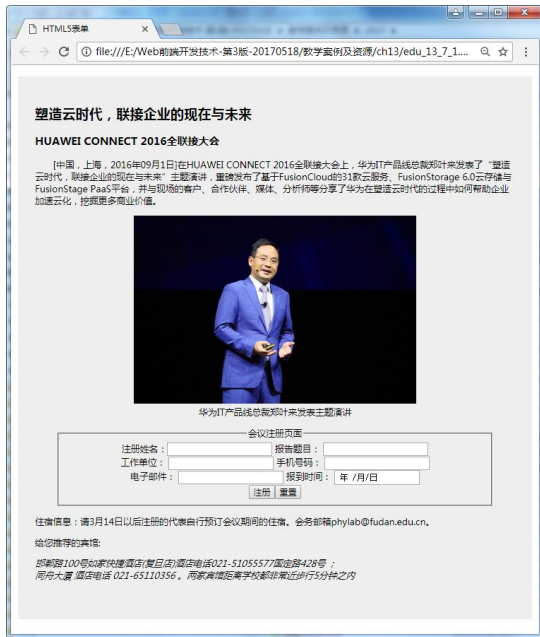 HTML5表单
file:///E:/Web前端开发技术-第3版-20170518/教学案例及资源/ch13/edu_13_7_1....
塑造云时代，联接企业的现在与未来
HUAWEI CONNECT 2016全联接大会
[中国，上海，2016年09月1日]在HUAWEI CONNECT 2016全联接大会上，华为IT产品线总裁郑叶来发表了“塑造
云时代，联接企业的现在与未来”主题演讲，重磅发布了基于FusionCloud的31款云服务、FusionStorage 6.0云存储与
FusionStage PaaS平台，并与现场的客户、合作伙伴、媒体、分析师等分享了华为在塑造云时代的过程中如何帮助企业
加速云化，挖掘更多商业价值。
华为IT产品线总裁郑叶来发表主题演讲
会议注册页面
注册姓名： 报告题目：
工作单位： 手机号码：
电子邮件： 报到时间： 年 /月/日
注册 重置
住宿信息：请3月14日以后注册的代表自行预订会议期间的住宿。会务邮箱phylab@fudan.edu.cn。
给您推荐的宾馆:
邯郸路100号如家快捷酒店(复旦店)酒店电话021-51055577国定路428号 ；
同舟大厦 酒店电话 021-65110356 。两家宾馆距离学校都非常近步行5分钟之内